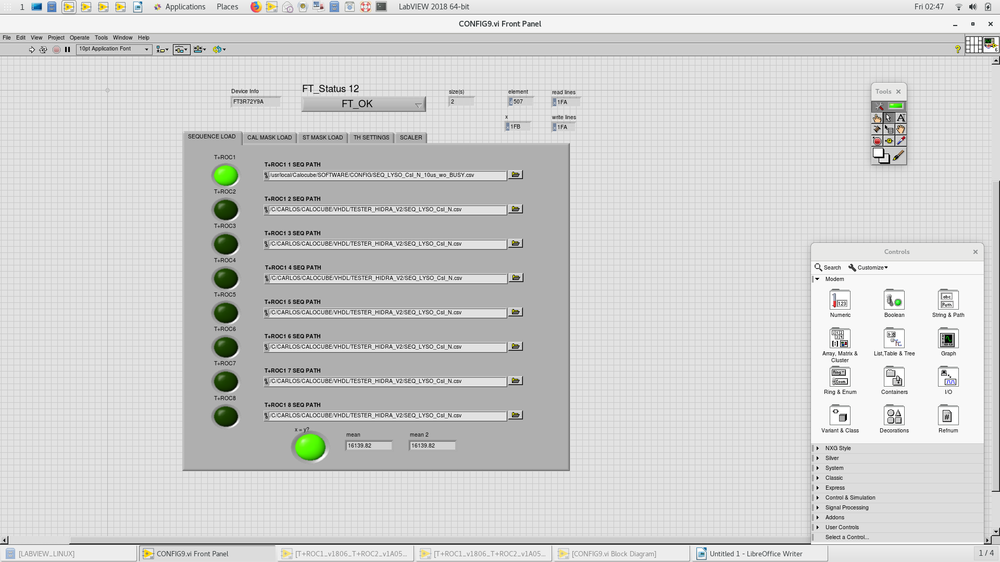 1 Applications Places LabVIEW 2018 64-bit Fri 02:47
CONFIG9.vi Front Panel
File Edit View Project Operate Tools Window Help
10pt Application Font
6
Device Info
FT3R72Y9A
FT_Status 12
FT_OK
size(s)
2
element
507
read lines
1FA
x
1FB
write lines
1FA
SEQUENCE LOAD CAL MASK LOAD ST MASK LOAD TH SETTINGS SCALER
T+ROC1
T+ROC1 1 SEQ PATH
/usr/local/Calocube/SOFTWARE/CONFIG/SEQ_LYSO_CsI_N_10us_wo_BUSY.csv
T+ROC2
T+ROC1 2 SEQ PATH
/C/CARLOS/CALOCUBE/VHDL/TESTER_HIDRA_V2/SEQ_LYSO_CsI_N.csv
T+ROC3
T+ROC1 3 SEQ PATH
/C/CARLOS/CALOCUBE/VHDL/TESTER_HIDRA_V2/SEQ_LYSO_CsI_N.csv
T+ROC4
T+ROC1 4 SEQ PATH
/C/CARLOS/CALOCUBE/VHDL/TESTER_HIDRA_V2/SEQ_LYSO_CsI_N.csv
T+ROC5
T+ROC1 5 SEQ PATH
/C/CARLOS/CALOCUBE/VHDL/TESTER_HIDRA_V2/SEQ_LYSO_CsI_N.csv
T+ROC6
T+ROC1 6 SEQ PATH
/C/CARLOS/CALOCUBE/VHDL/TESTER_HIDRA_V2/SEQ_LYSO_CsI_N.csv
T+ROC7
T+ROC1 7 SEQ PATH
/C/CARLOS/CALOCUBE/VHDL/TESTER_HIDRA_V2/SEQ_LYSO_CsI_N.csv
T+ROC8
T+ROC1 8 SEQ PATH
/C/CARLOS/CALOCUBE/VHDL/TESTER_HIDRA_V2/SEQ_LYSO_CsI_N.csv
x = y?
mean
16139.82
mean 2
16139.82
Tools
Controls
Search Customize
Modern
Numeric Boolean String & Path
Array, Matrix & Cluster List,Table & Tree Graph
Ring & Enum Containers I/O
Variant & Class Decorations Refnum
NXG Style
Silver
System
Classic
Express
Control & Simulation
Signal Processing
Addons
User Controls
Select a Control...
[LABVIEW_LINUX] CONFIG9.vi Front Panel [T+ROC1_v1806_T+ROC2_v1A05... [T+ROC1_v1806_T+ROC2_v1A05... [CONFIG9.vi Block Diagram] Untitled 1 - LibreOffice Writer 1 / 4